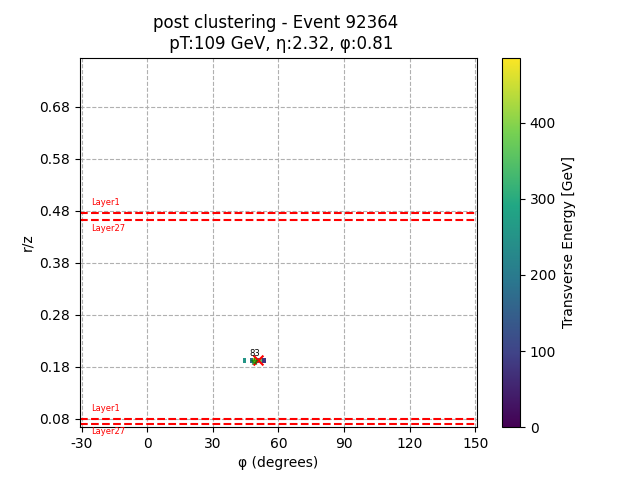 post clustering - Event 92364
pT:109 GeV, η:2.32, φ:0.81
0.68
0.58
0.48
0.38
0.28
0.18
0.08
r/z
Layer1
Layer27
83
Layer1
Layer27
-30 0 30 60 90 120 150
φ (degrees)
400
300
200
100
0
Transverse Energy [GeV]